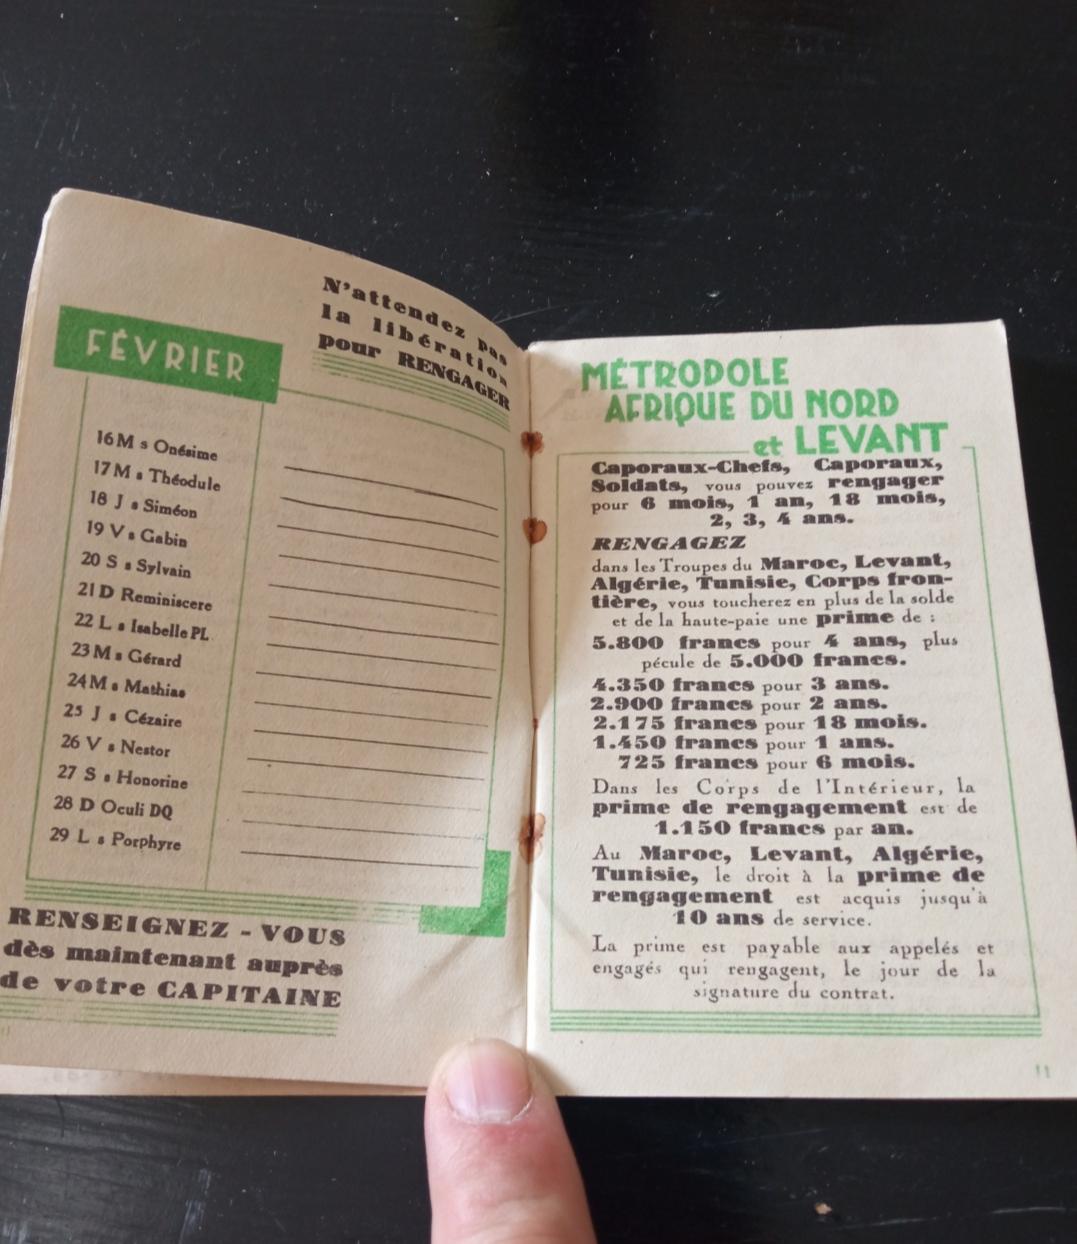 N'attendez pas
la libération
pour RENGAGER
FÉVRIER
16 M s Onésime
17 M s Théodule
18 J s Siméon
19 V s Gabin
20 S s Sylvain
21 D Reminiscere
22 L s Isabelle PL
23 M s Gérard
24 M s Mathias
25 J s Cézaire
26 V s Nestor
27 S s Honorine
28 D Oculi DQ
29 L s Porphyre
RENSEIGNEZ - VOUS
dès maintenant auprès
de votre CAPITAINE
MÉTROPOLE
AFRIQUE DU NORD
et LEVANT
Caporaux-Chefs, Caporaux,
Soldats, vous pouvez rengager
pour 6 mois, 1 an, 18 mois,
2, 3, 4 ans.
RENGAGEZ
dans les Troupes du Maroc, Levant,
Algérie, Tunisie, Corps fron-
tière, vous toucherez en plus de la solde
et de la haute-paie une prime de :
5.800 francs pour 4 ans, plus
pécule de 5.000 francs.
4.350 francs pour 3 ans.
2.900 francs pour 2 ans.
2.175 francs pour 18 mois.
1.450 francs pour 1 ans.
725 francs pour 6 mois.
Dans les Corps de l'Intérieur, la
prime de rengagement est de
1.150 francs par an.
Au Maroc, Levant, Algérie,
Tunisie, le droit à la prime de
rengagement est acquis jusqu'à
10 ans de service.
La prime est payable aux appelés et
engagés qui rengagent, le jour de la
signature du contrat.
11